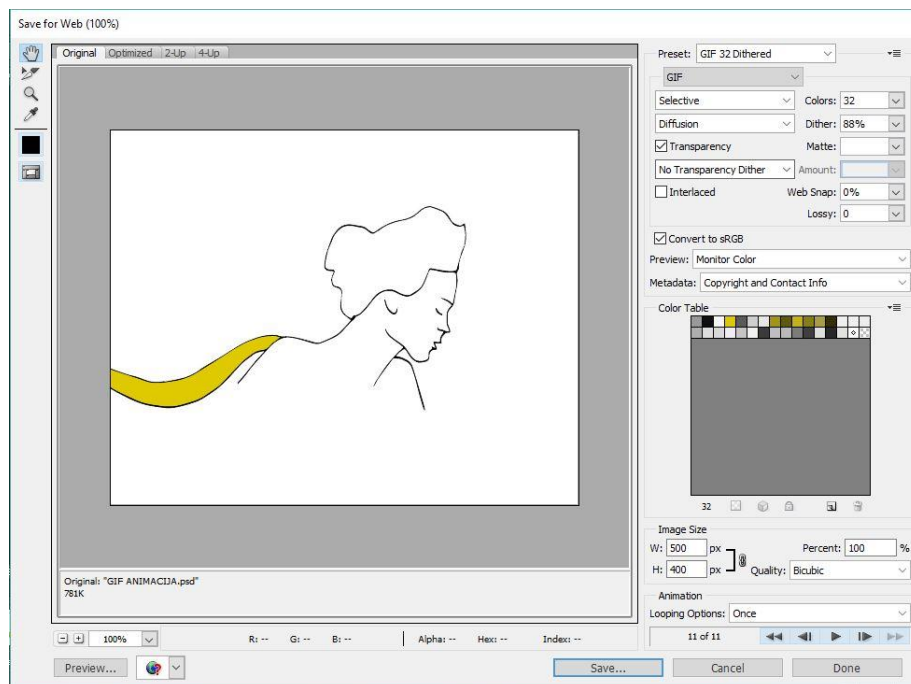 Save for Web (100%)
Original Optimized 2-Up 4-Up
Preset: GIF 32 Dithered
GIF
Selective Colors: 32
Diffusion Dither: 88%
Transparency Matte:
No Transparency Dither Amount:
Interlaced Web Snap: 0%
Lossy: 0
Convert to sRGB
Preview: Monitor Color
Metadata: Copyright and Contact Info
Color Table
32
Image Size
W: 500 px Percent: 100 %
H: 400 px Quality: Bicubic
Animation
Looping Options: Once
11 of 11
Original: "GIF ANIMACIJA.psd"
781K
100% R: -- G: -- B: -- Alpha: -- Hex: -- Index: --
Preview... Save... Cancel Done